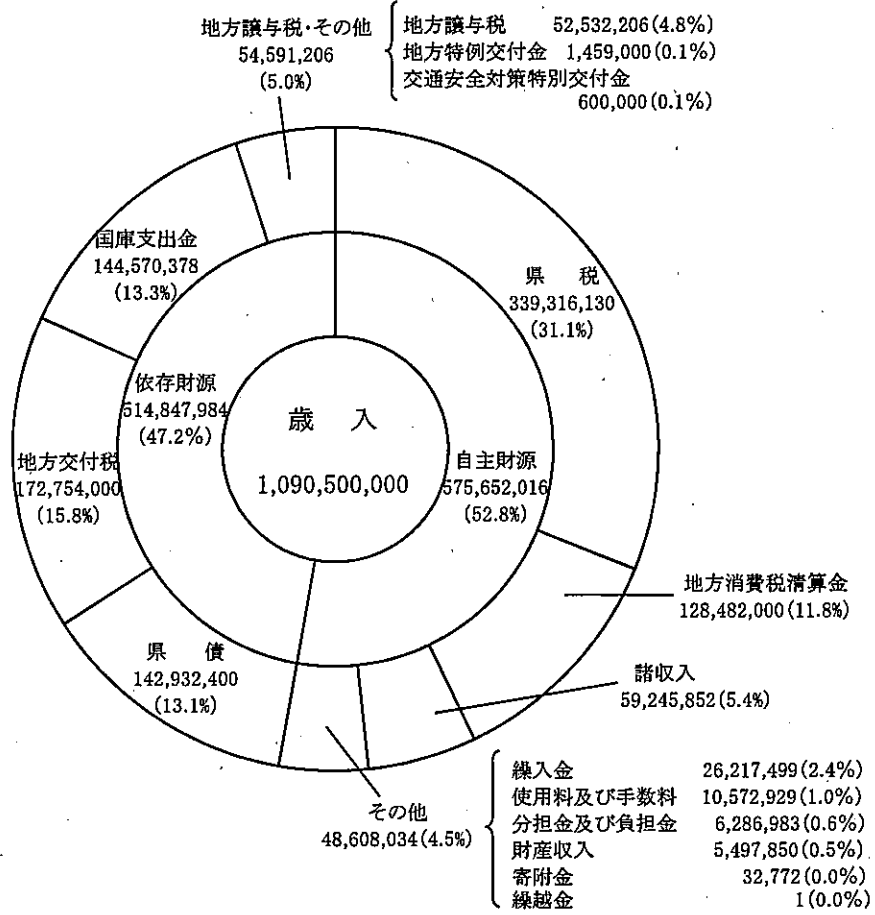 地方譲与税・その他
54,591,206
(5.0%)
地方譲与税 52,532,206(4.8%)
地方特例交付金 1,459,000(0.1%)
交通安全対策特別交付金
600,000(0.1%)
国庫支出金
144,570,378
(13.3%)
県 税
339,316,130
(31.1%)
依存財源
514,847,984
(47.2%)
歳 入
1,090,500,000
自主財源
575,652,016
(52.8%)
地方交付税
172,754,000
(15.8%)
地方消費税清算金
128,482,000(11.8%)
県 債
142,932,400
(13.1%)
諸収入
59,245,852(5.4%)
その他
48,608,034(4.5%)
繰入金 26,217,499(2.4%)
使用料及び手数料 10,572,929(1.0%)
分担金及び負担金 6,286,983(0.6%)
財産収入 5,497,850(0.5%)
寄附金 32,772(0.0%)
繰越金 1(0.0%)